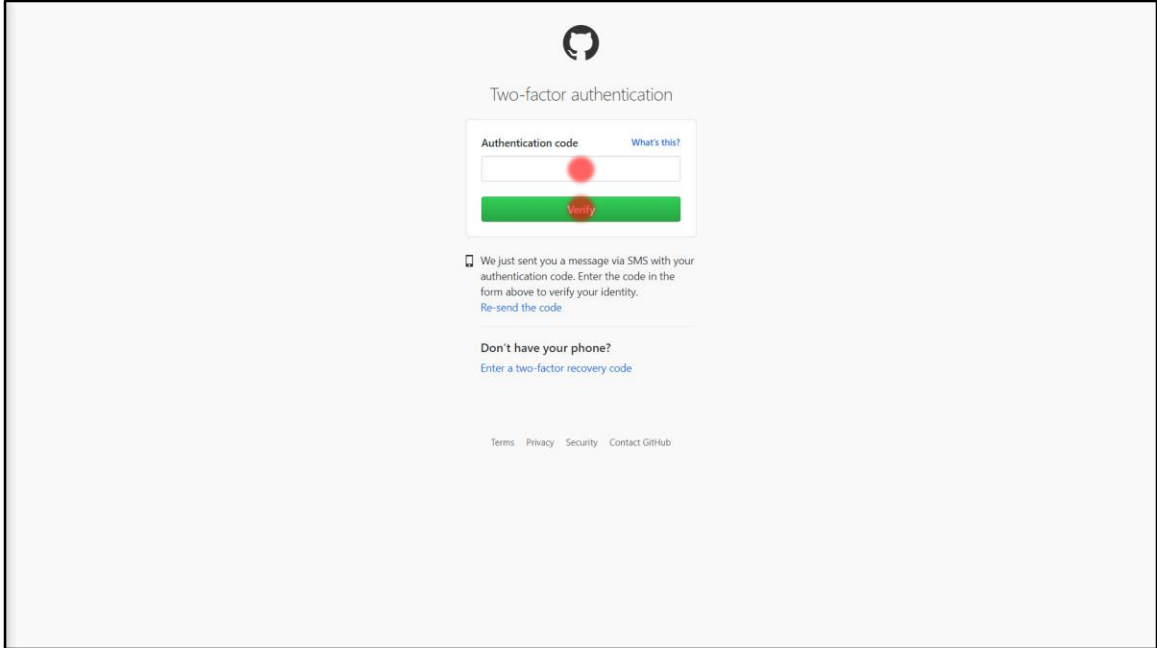 Two-factor authentication
Authentication code What's this?
Verify
We just sent you a message via SMS with your
authentication code. Enter the code in the
form above to verify your identity.
Re-send the code
Don't have your phone?
Enter a two-factor recovery code
Terms Privacy Security Contact GitHub